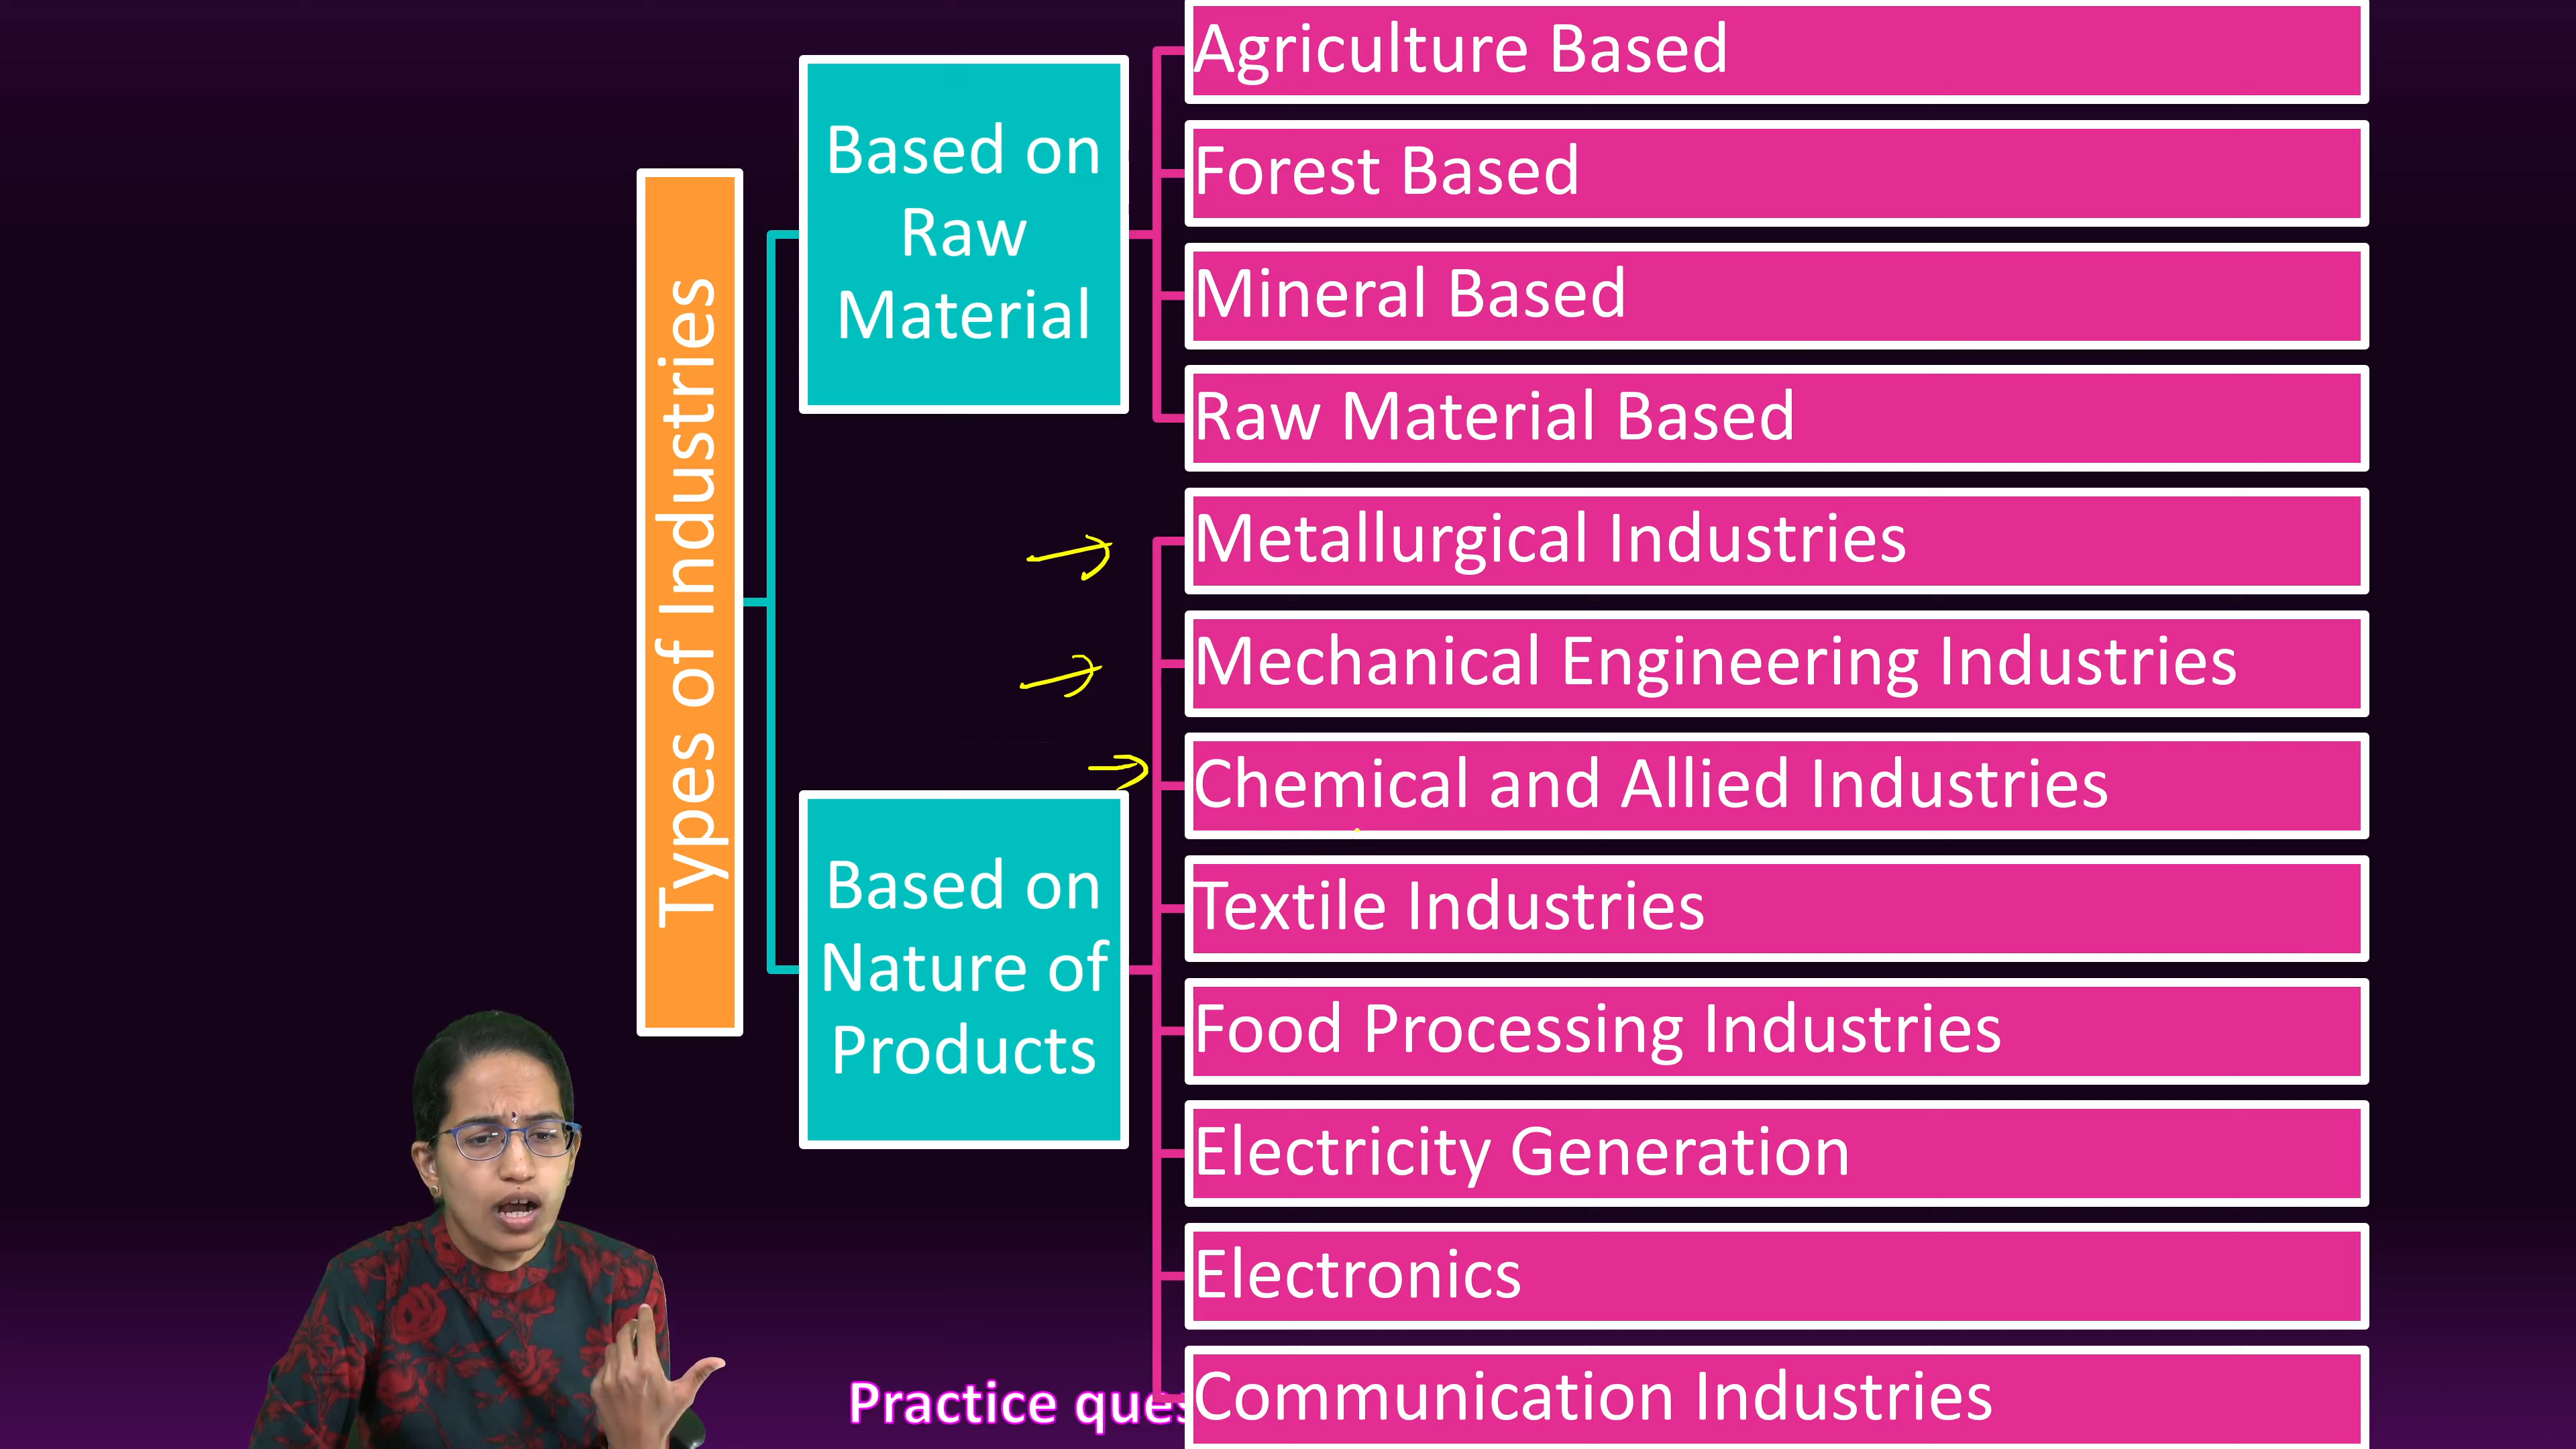 Types of Industries
Based on
Raw
Material
Agriculture Based
Forest Based
Mineral Based
Raw Material Based
Based on
Nature of
Products
Metallurgical Industries
Mechanical Engineering Industries
Chemical and Allied Industries
Textile Industries
Food Processing Industries
Electricity Generation
Electronics
Communication Industries
Practice